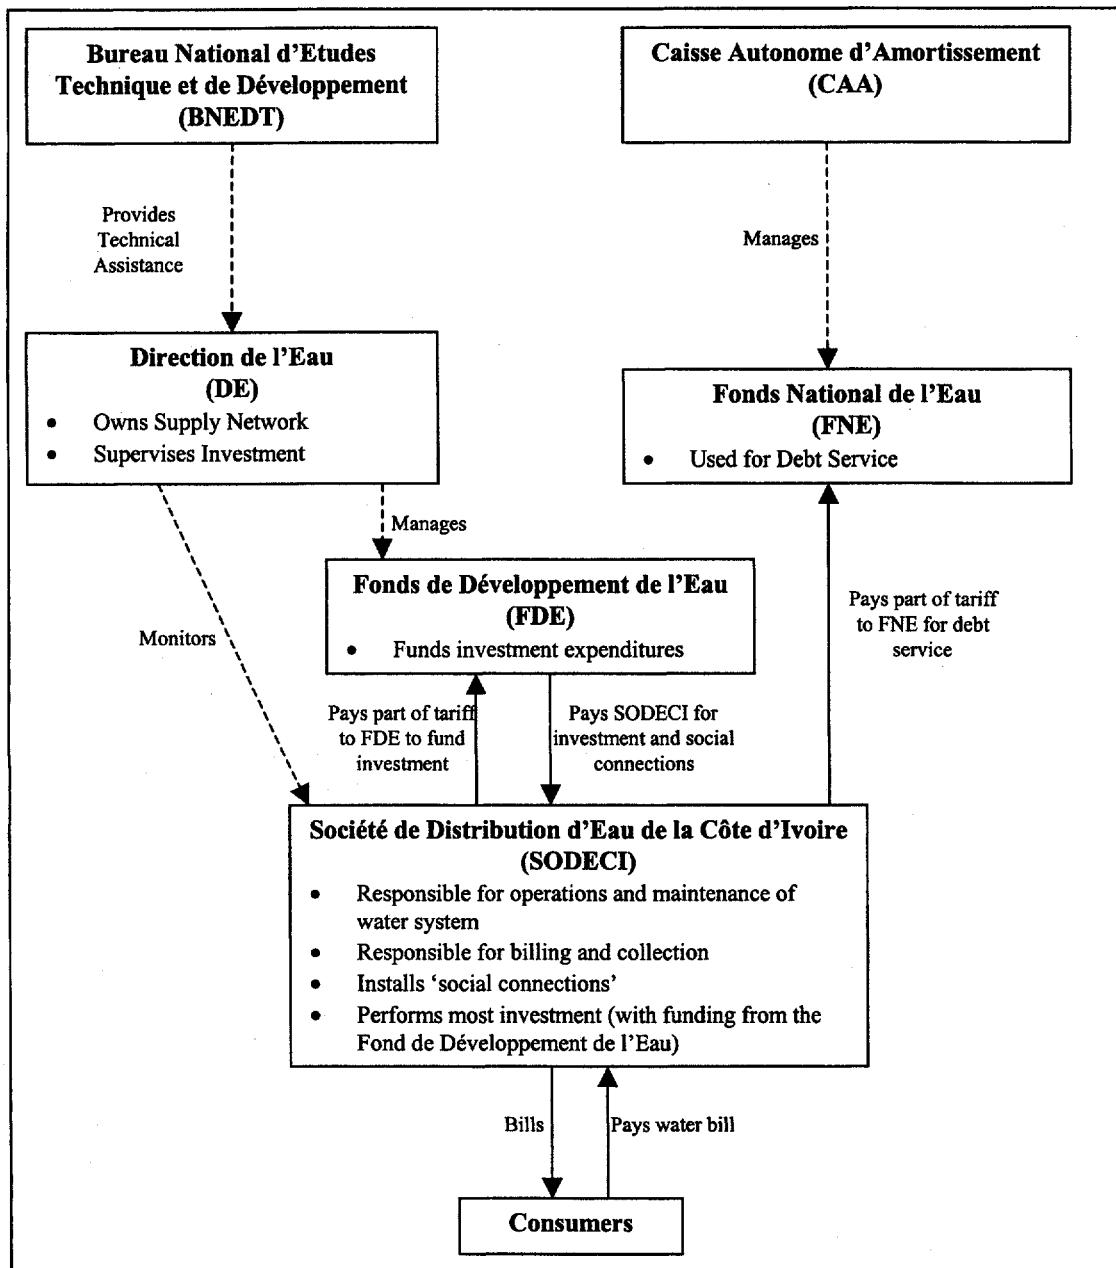 Bureau National d'Etudes
Technique et de Développement
(BNEDT)
Caisse Autonome d'Amortissement
(CAA)
Provides
Technical
Assistance
Manages
Direction de l'Eau
(DE)
• Owns Supply Network
• Supervises Investment
Fonds National de l'Eau
(FNE)
• Used for Debt Service
Manages
Monitors
Fonds de Développement de l'Eau
(FDE)
• Funds investment expenditures
Pays part of tariff
to FNE for debt
service
Pays part of tariff
to FDE to fund
investment
Pays SODECI for
investment and social
connections
Société de Distribution d'Eau de la Côte d'Ivoire
(SODECI)
• Responsible for operations and maintenance of
water system
• Responsible for billing and collection
• Installs 'social connections'
• Performs most investment (with funding from the
Fond de Développement de l'Eau)
Bills
Pays water bill
Consumers